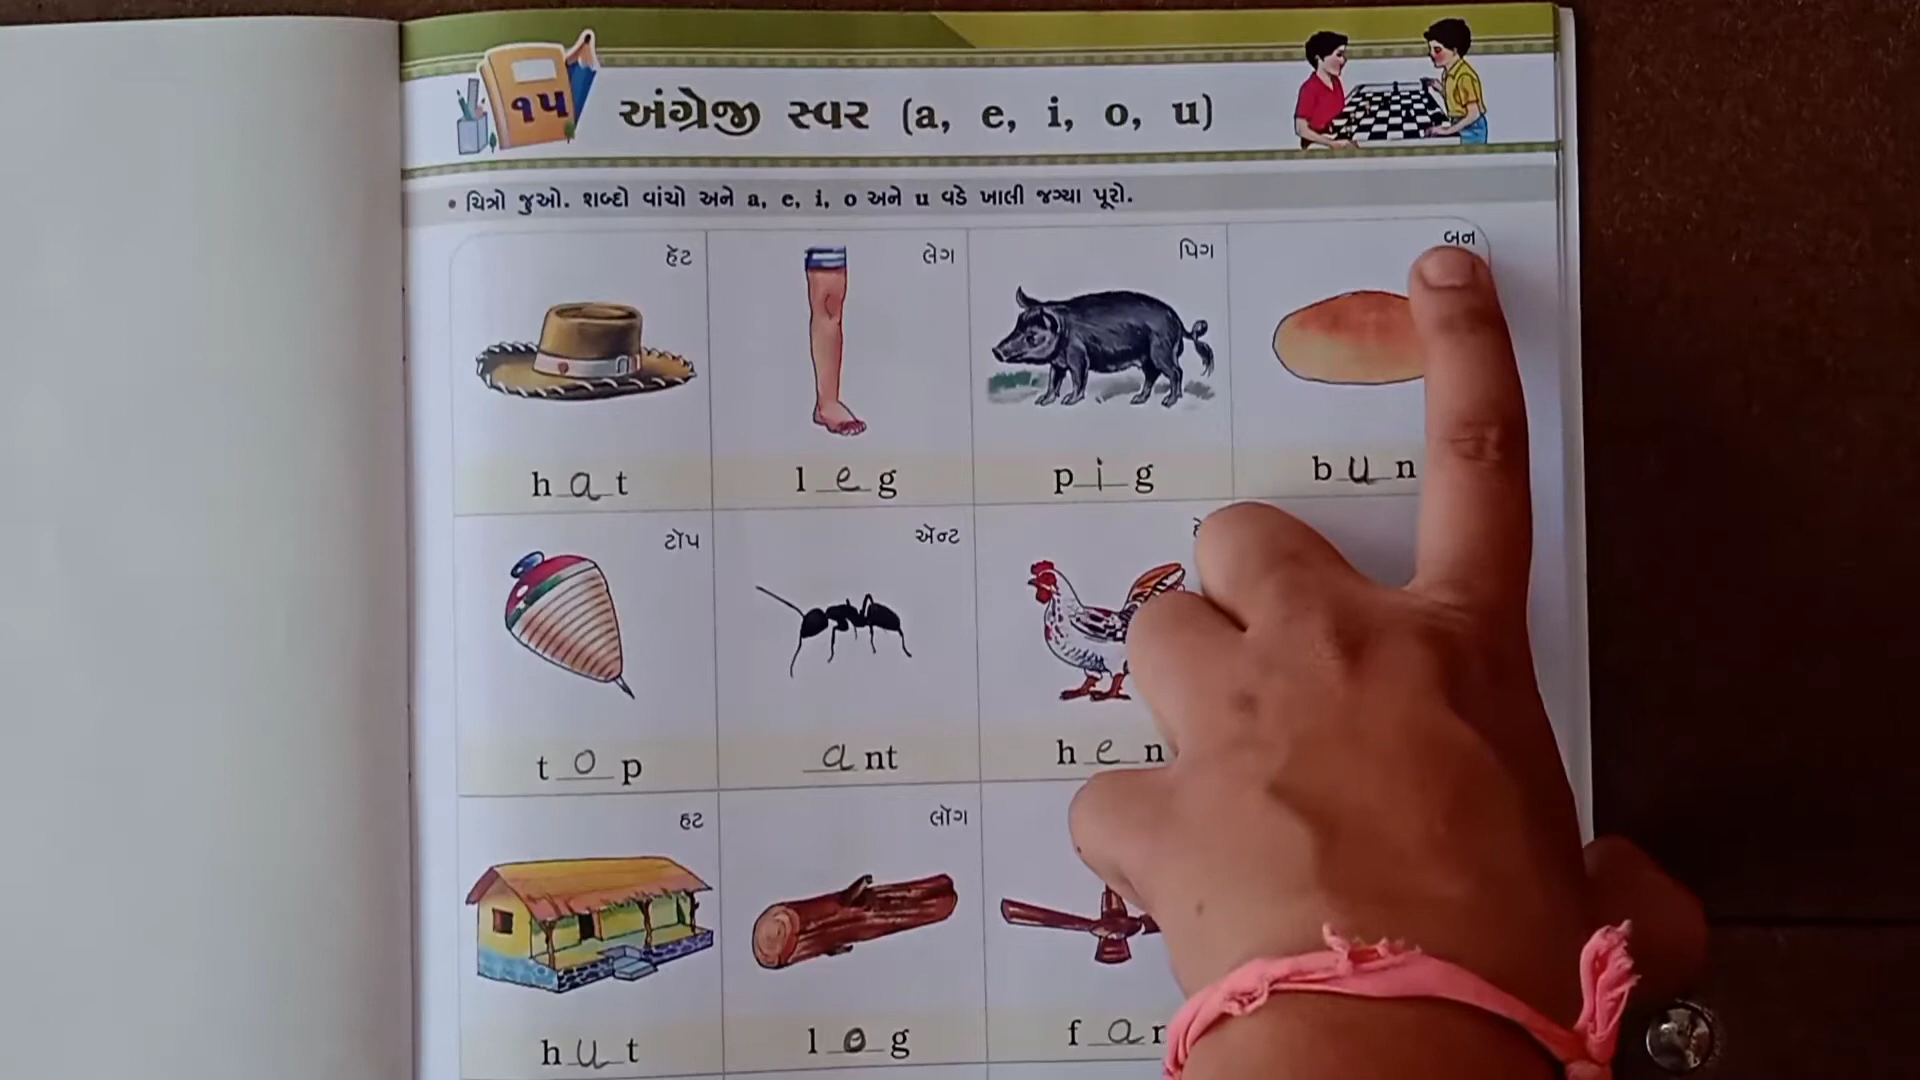 ૧૫ અંગ્રેજી સ્વર (a, e, i, o, u)
• ચિત્રો જુઓ. શબ્દો વાંચો અને a, e, i, o અને u વડે ખાલી જગ્યા પૂરો.
હૅટ
h a t
લેગ
l e g
પિગ
p i g
બન
b u n
ટૉપ
t o p
ઍન્ટ
a nt
h e n
હટ
h u t
લૉગ
l o g
f a